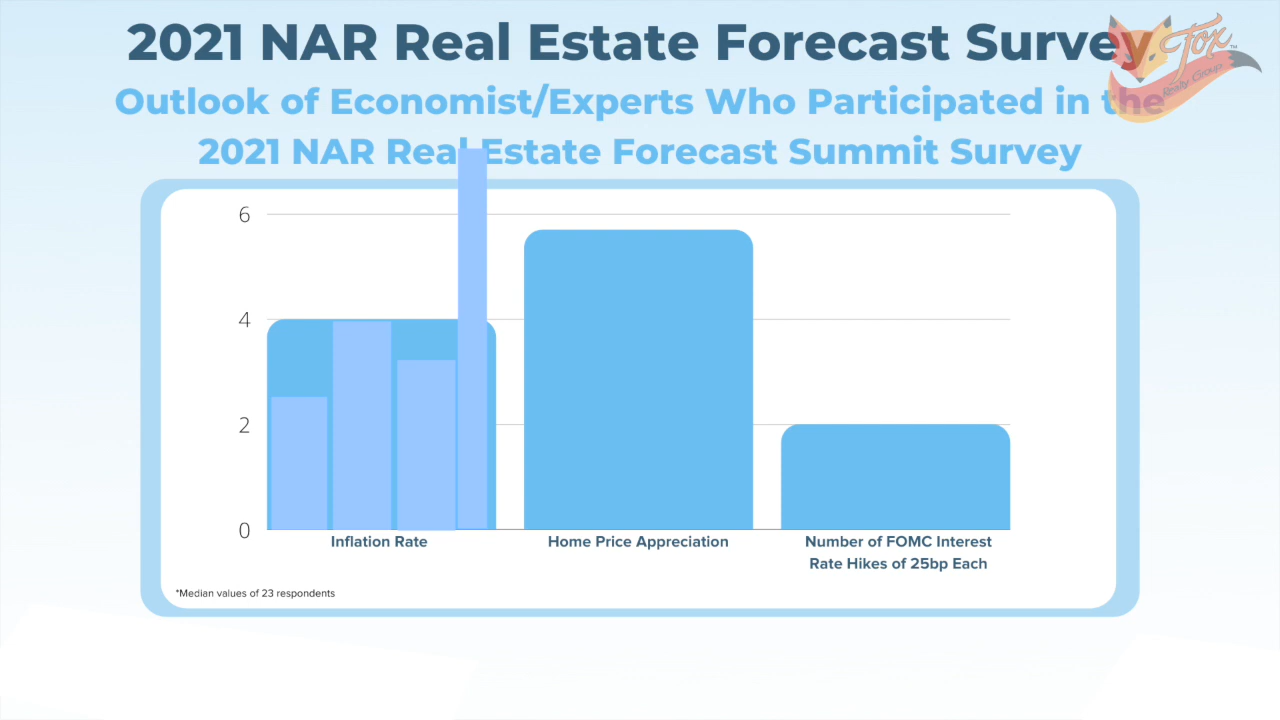 2021 NAR Real Estate Forecast Survey
Fox™
Realty Group
Outlook of Economist/Experts Who Participated in the
2021 NAR Real Estate Forecast Summit Survey
6
4
2
0
Inflation Rate
Home Price Appreciation
Number of FOMC Interest
Rate Hikes of 25bp Each
*Median values of 23 respondents